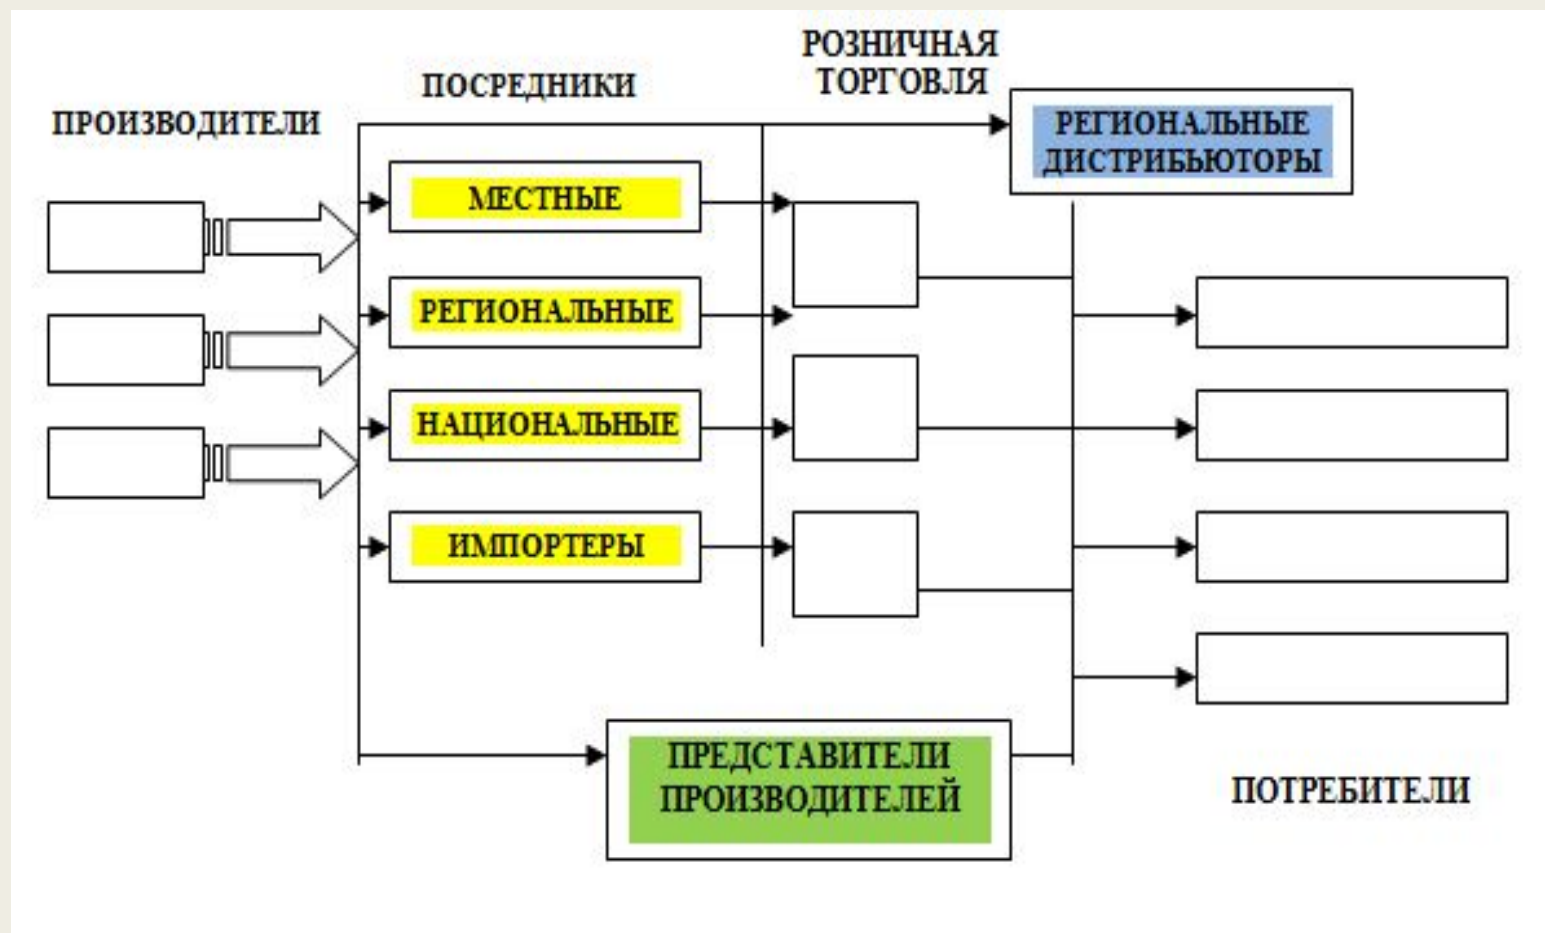 РОЗНИЧНАЯ
ТОРГОВЛЯ
ПОСРЕДНИКИ
ПРОИЗВОДИТЕЛИ
РЕГИОНАЛЬНЫЕ
ДИСТРИБЬЮТОРЫ
МЕСТНЫЕ
РЕГИОНАЛЬНЫЕ
НАЦИОНАЛЬНЫЕ
ИМПОРТЕРЫ
ПРЕДСТАВИТЕЛИ
ПРОИЗВОДИТЕЛЕЙ
ПОТРЕБИТЕЛИ